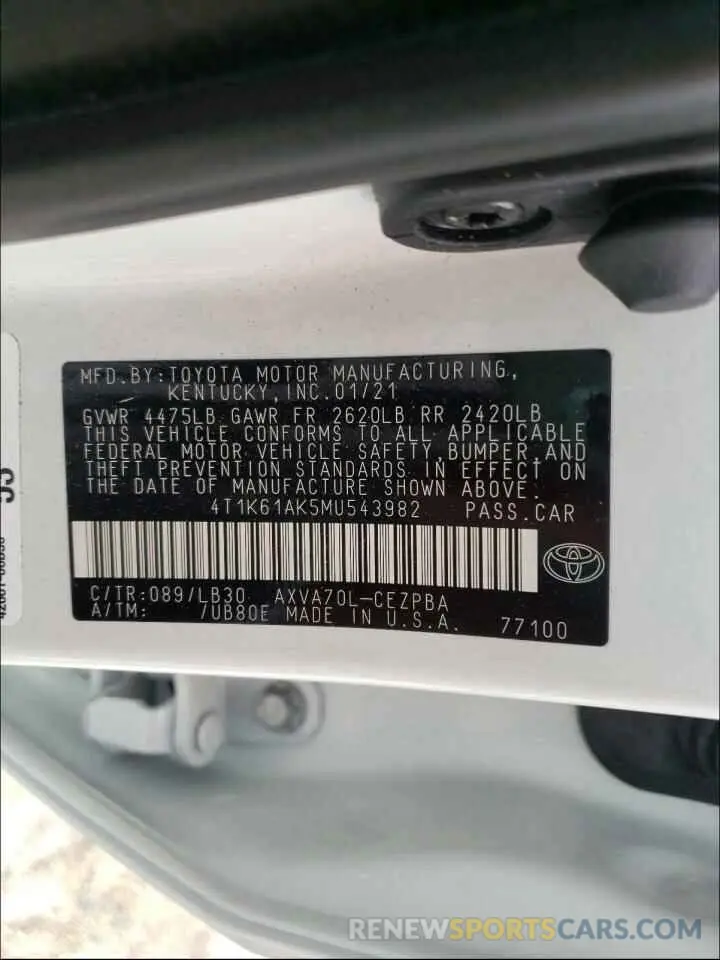 MFD.BY:TOYOTA MOTOR MANUFACTURING,
KENTUCKY,INC.01/21
GVWR 4475LB GAWR FR 2620LB RR 2420LB
THIS VEHICLE CONFORMS TO ALL APPLICABLE
FEDERAL MOTOR VEHICLE SAFETY,BUMPER,AND
THEFT PREVENTION STANDARDS IN EFFECT ON
THE DATE OF MANUFACTURE SHOWN ABOVE.
4T1K61AK5MU543982 PASS.CAR
C/TR:089/LB30 AXVA70L-CEZPBA
A/TM: /UB80E MADE IN U.S.A. 77100
RENEWSPORTSCARS.COM